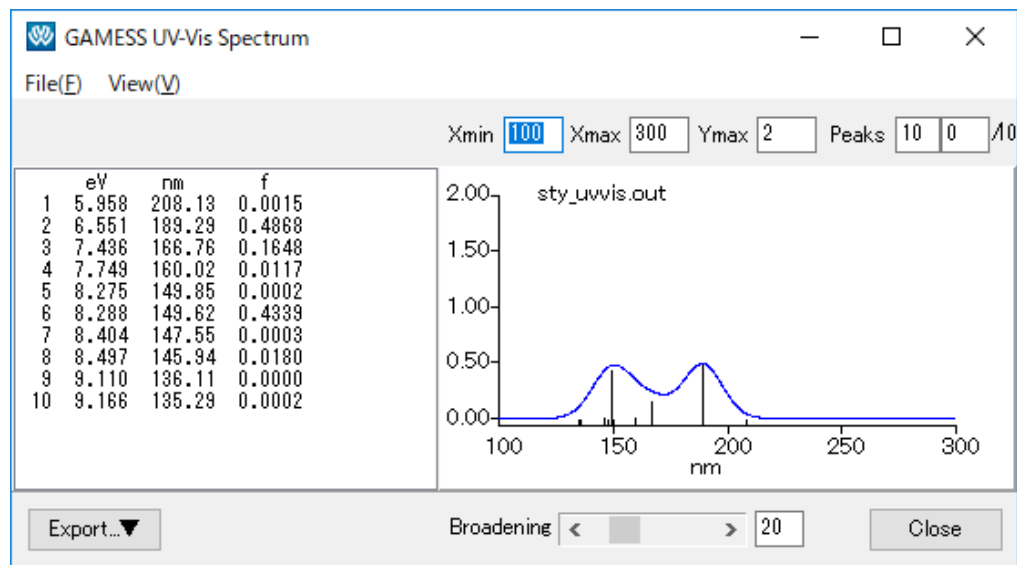 GAMESS UV-Vis Spectrum
File(F) View(V)
Xmin 100 Xmax 300 Ymax 2 Peaks 10 0 /10
eV nm f
1 5.958 208.13 0.0015
2 6.551 189.29 0.4868
3 7.436 166.76 0.1648
4 7.749 160.02 0.0117
5 8.275 149.85 0.0002
6 8.288 149.62 0.4339
7 8.404 147.55 0.0003
8 8.497 145.94 0.0180
9 9.110 136.11 0.0000
10 9.166 135.29 0.0002
sty_uvvis.out
2.00
1.50
1.00
0.50
0.00
100 150 200 250 300
nm
Export...▼
Broadening < > 20
Close